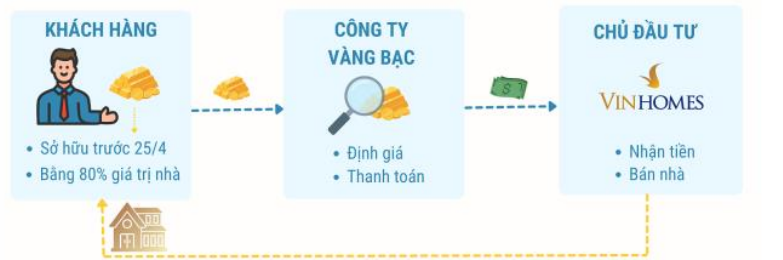 KHÁCH HÀNG
• Sở hữu trước 25/4
• Bằng 80% giá trị nhà
CÔNG TY
VÀNG BẠC
• Định giá
• Thanh toán
$
CHỦ ĐẦU TƯ
VINHOMES
• Nhận tiền
• Bán nhà